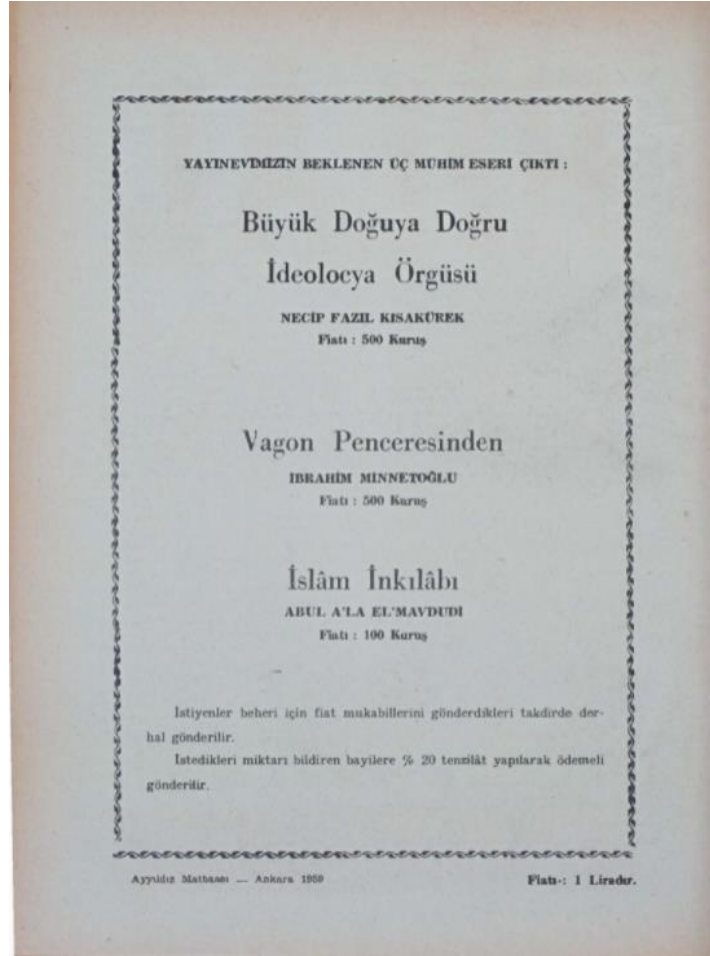 YAYINEVİMİZİN BEKLENEN ÜÇ MÜHİM ESERİ ÇIKTI :
Büyük Doğuya Doğru
İdeolocya Örgüsü
NECİP FAZIL KISAKÜREK
Fiatı : 500 Kuruş
Vagon Penceresinden
İBRAHİM MİNNETOĞLU
Fiatı : 500 Kuruş
İslâm İnkılâbı
ABUL A'LA EL'MAVDUDİ
Fiatı : 100 Kuruş
İstiyenler beheri için fiat mukabillerini gönderdikleri takdirde der-
hal gönderilir.
İstedikleri miktarı bildiren bayilere % 20 tenzilât yapılarak ödemeli
gönderilir.
Ayyıldız Matbaası — Ankara 1959
Fiatı-: 1 Liradır.